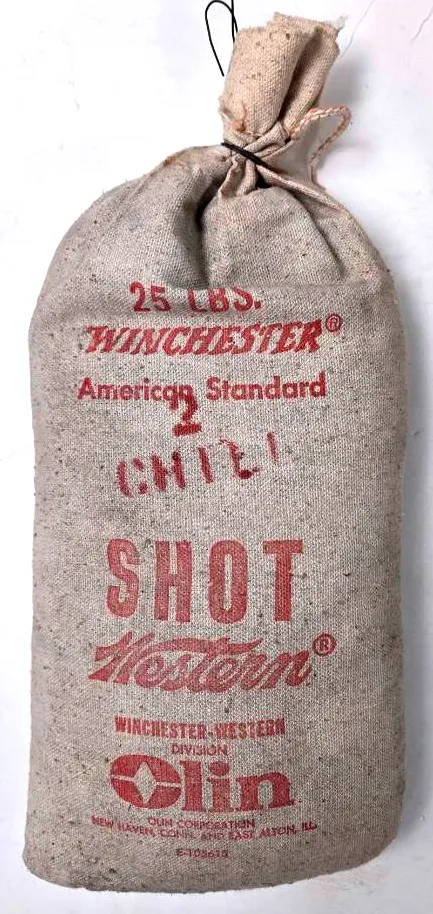 25 LBS.
WINCHESTER®
American Standard
2
CHILL
SHOT
Western®
WINCHESTER-WESTERN
DIVISION
Olin
OLIN CORPORATION
NEW HAVEN, CONN. AND EAST ALTON, ILL.